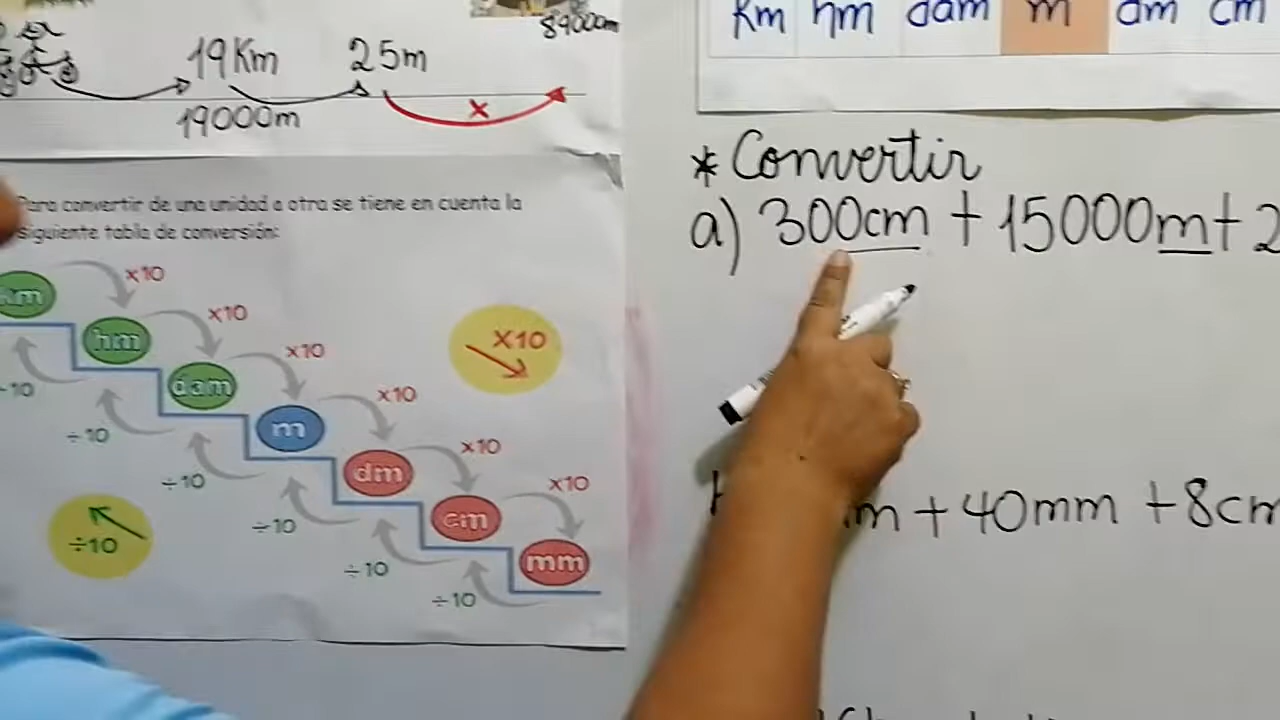 19Km 25m
19000m
89000m
Para convertir de una unidad a otra se tiene en cuenta la
siguiente tabla de conversión:
km
x10
hm
x10
dam
x10
m
x10
dm
x10
cm
x10
mm
X10
÷10
÷10
÷10
÷10
÷10
÷10
÷10
Km hm dam m dm cm
* Convertir
a) 300cm + 15000m + 2
m + 40mm + 8cm